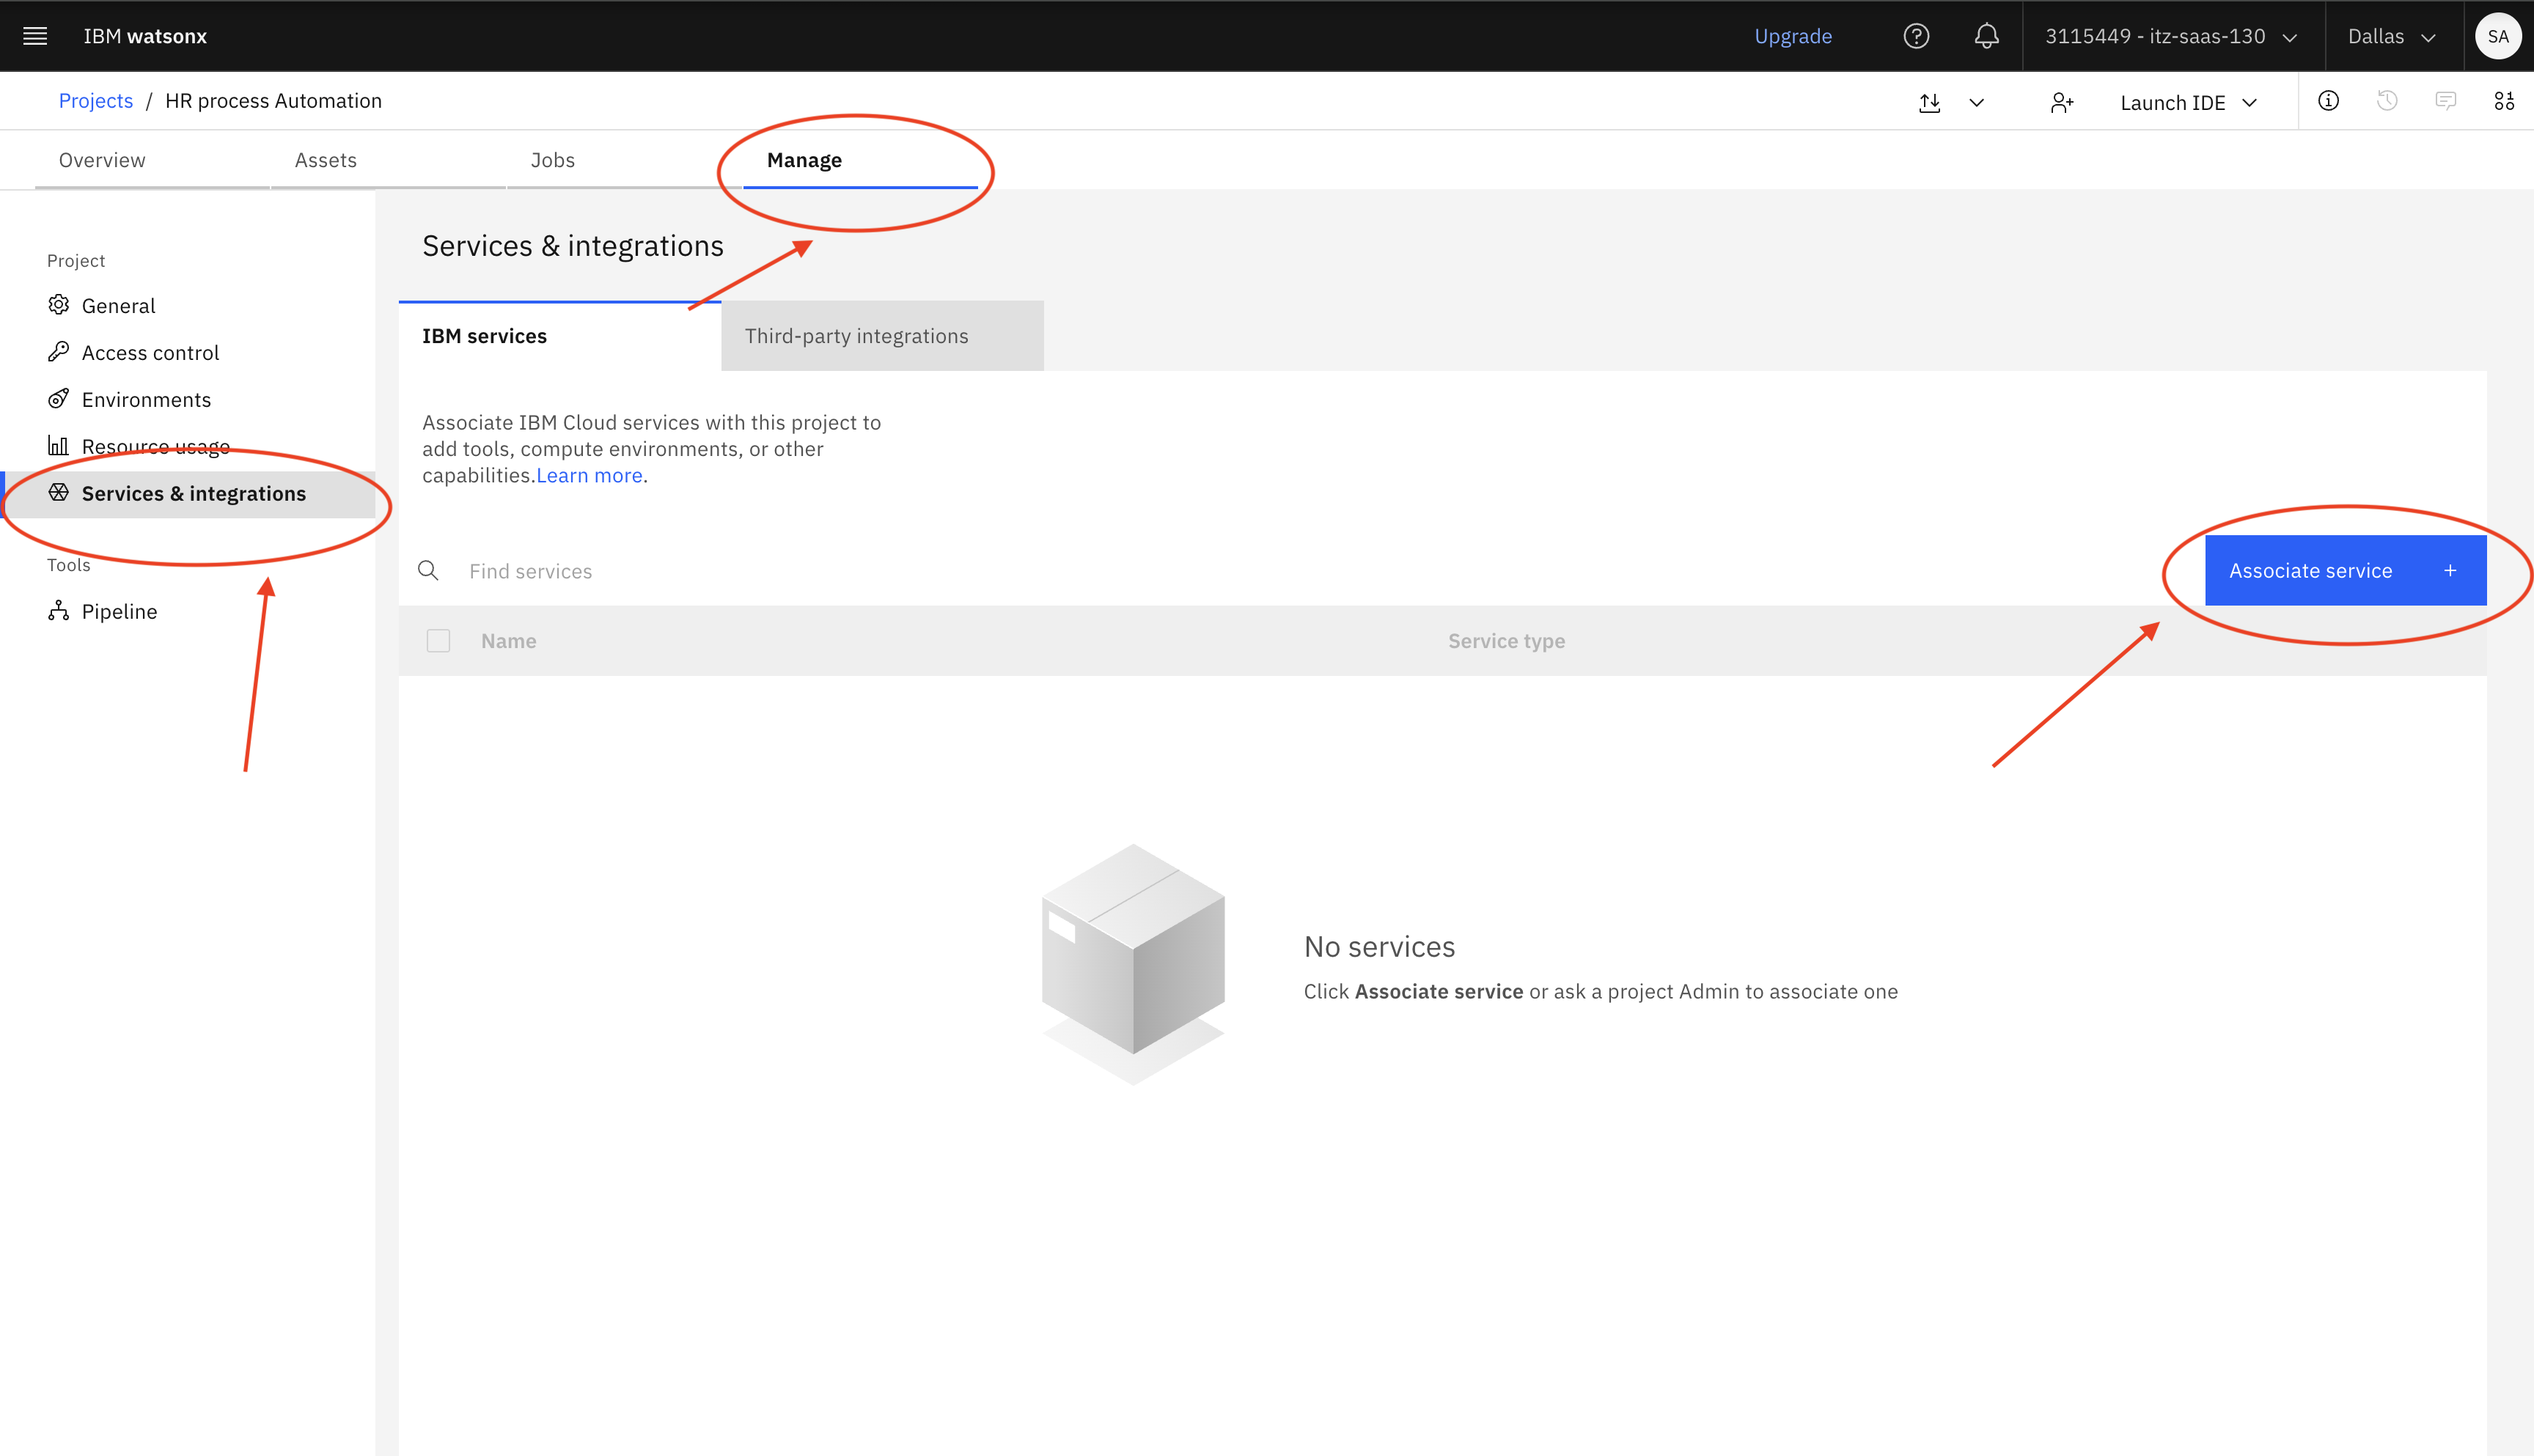 IBM watsonx
Upgrade
3115449 - itz-saas-130
Dallas
SA
Projects / HR process Automation
Launch IDE
Overview
Assets
Jobs
Manage
Project
General
Access control
Environments
Resource usage
Services & integrations
Tools
Pipeline
Services & integrations
IBM services
Third-party integrations
Associate IBM Cloud services with this project to
add tools, compute environments, or other
capabilities.Learn more.
Find services
Associate service +
Name
Service type
No services
Click Associate service or ask a project Admin to associate one